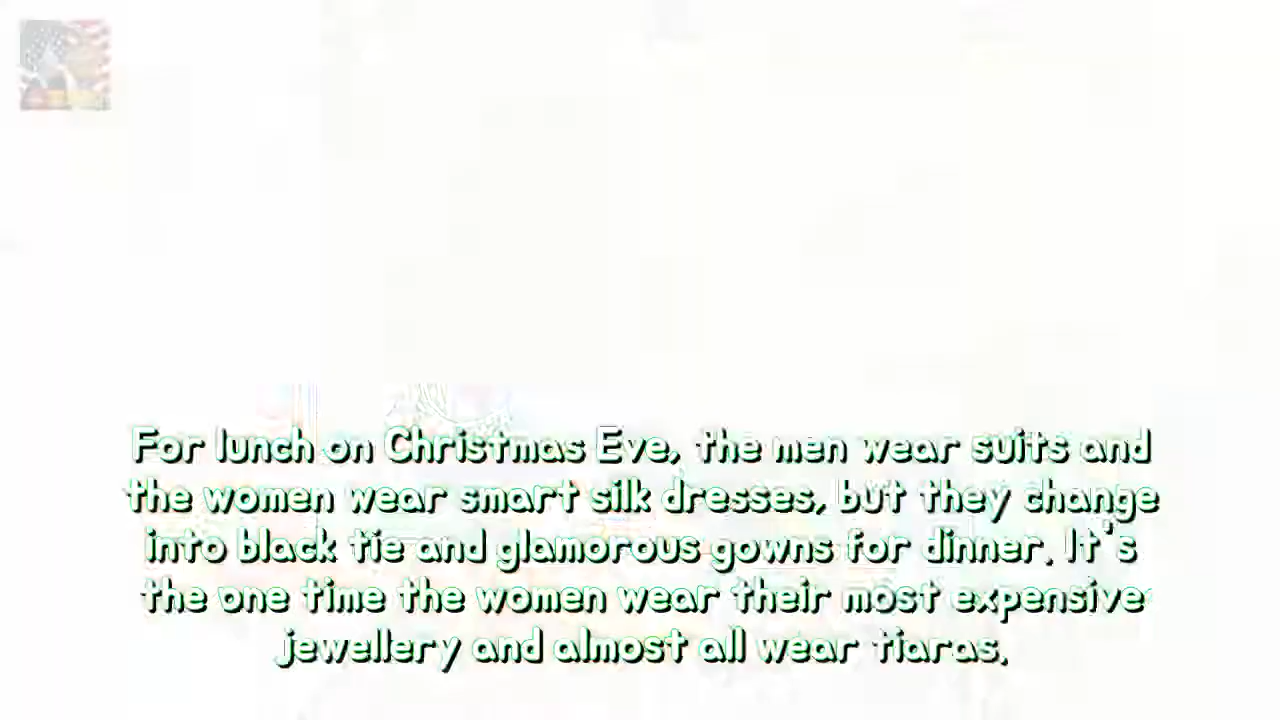 For lunch on Christmas Eve, the men wear suits and
the women wear smart silk dresses, but they change
into black tie and glamorous gowns for dinner. It's
the one time the women wear their most expensive
jewellery and almost all wear tiaras.